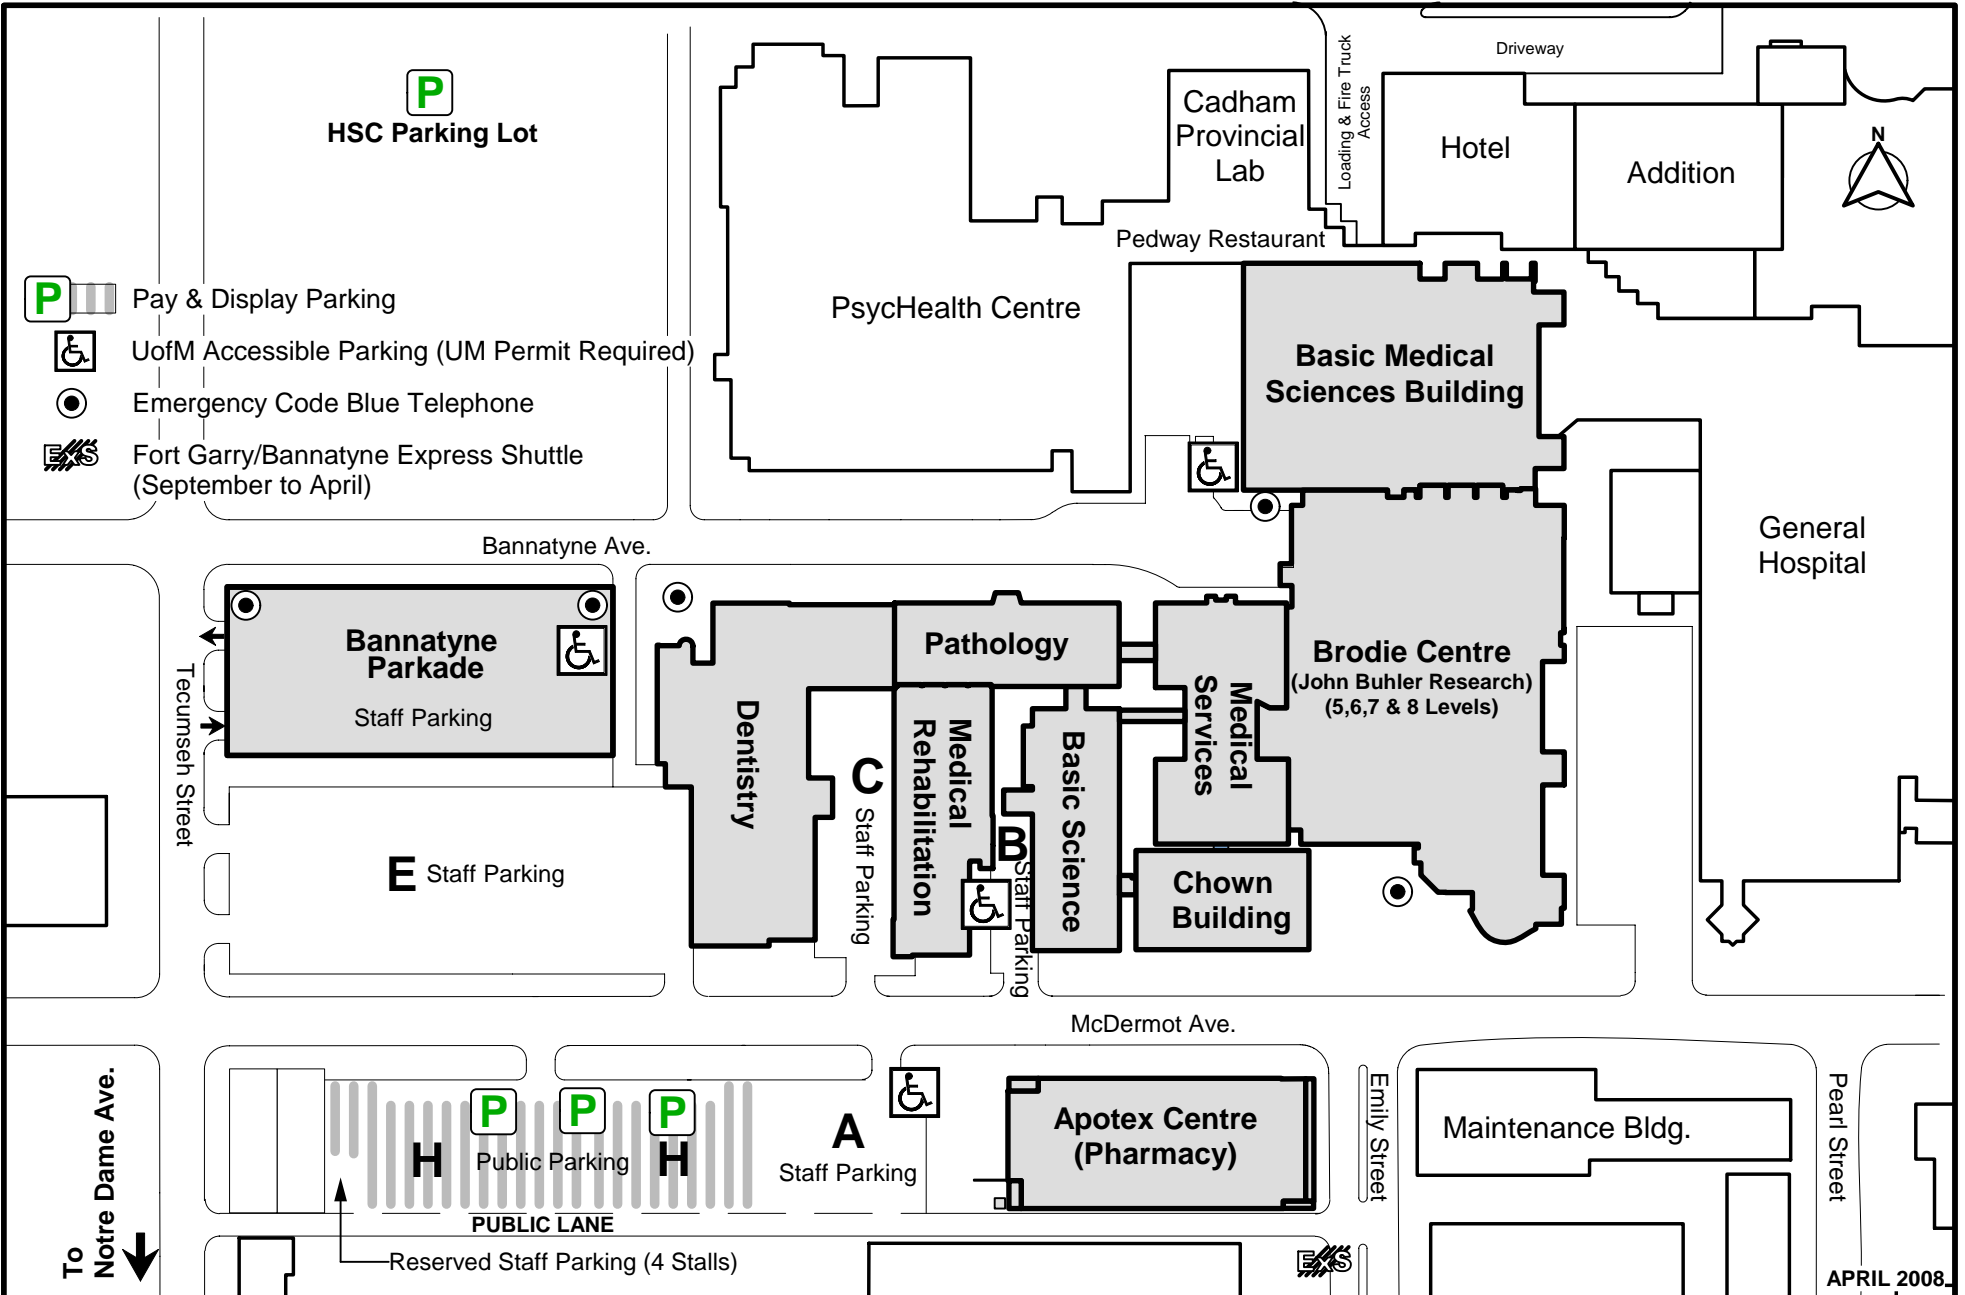 Driveway
Loading & Fire Truck
Access
P
HSC Parking Lot
Cadham
Provincial
Lab
Hotel
Addition
N
Pedway Restaurant
P Pay & Display Parking
UofM Accessible Parking (UM Permit Required)
Emergency Code Blue Telephone
EXS Fort Garry/Bannatyne Express Shuttle
(September to April)
PsycHealth Centre
Basic Medical
Sciences Building
General
Hospital
Bannatyne Ave.
Bannatyne
Parkade
Staff Parking
Tecumseh Street
Dentistry
Pathology
Medical
Rehabilitation
C
Staff Parking
B
Staff Parking
Basic Science
Medical
Services
Brodie Centre
(John Buhler Research)
(5,6,7 & 8 Levels)
Chown
Building
E Staff Parking
McDermot Ave.
To
Notre Dame Ave.
P
P
P
H
Public Parking
H
A
Staff Parking
Apotex Centre
(Pharmacy)
Emily Street
Maintenance Bldg.
Pearl Street
PUBLIC LANE
Reserved Staff Parking (4 Stalls)
EXS
APRIL 2008